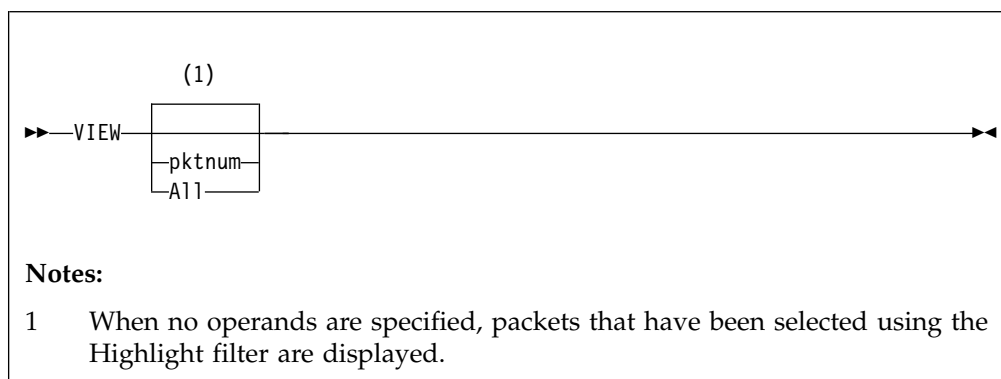 (1)
►►—VIEW
pktnum
All
►◄
Notes:
1 When no operands are specified, packets that have been selected using the
Highlight filter are displayed.